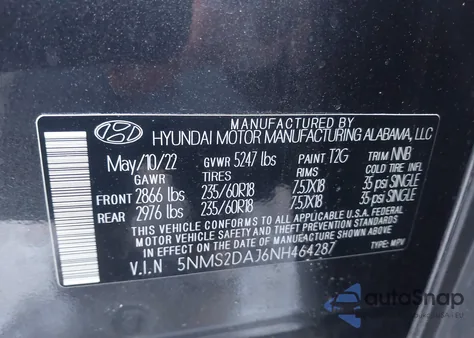 MANUFACTURED BY
HYUNDAI MOTOR MANUFACTURING ALABAMA, LLC
May/10/22 GVWR 5247 lbs PAINT T2G TRIM NNB
GAWR TIRES RIMS COLD TIRE INFL
FRONT 2866 lbs 235/60R18 7.5JX18 35 psi SINGLE
REAR 2976 lbs 235/60R18 7.5JX18 35 psi SINGLE
THIS VEHICLE CONFORMS TO ALL APPLICABLE FEDERAL
MOTOR VEHICLE SAFETY AND THEFT PREVENTION STANDARDS
IN EFFECT ON THE DATE OF MANUFACTURE SHOWN ABOVE.
V.I.N 5NMS2DAJ6NH464287 TYPE: MPV
autoSnap